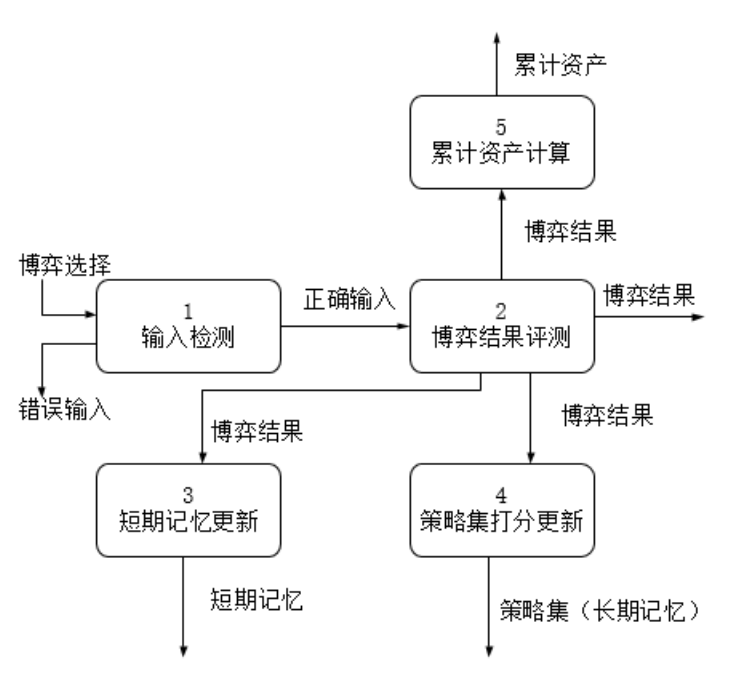 累计资产
5
累计资产计算
博弈结果
博弈选择
1
输入检测
正确输入
2
博弈结果评测
博弈结果
错误输入
博弈结果
博弈结果
3
短期记忆更新
4
策略集打分更新
短期记忆
策略集（长期记忆）